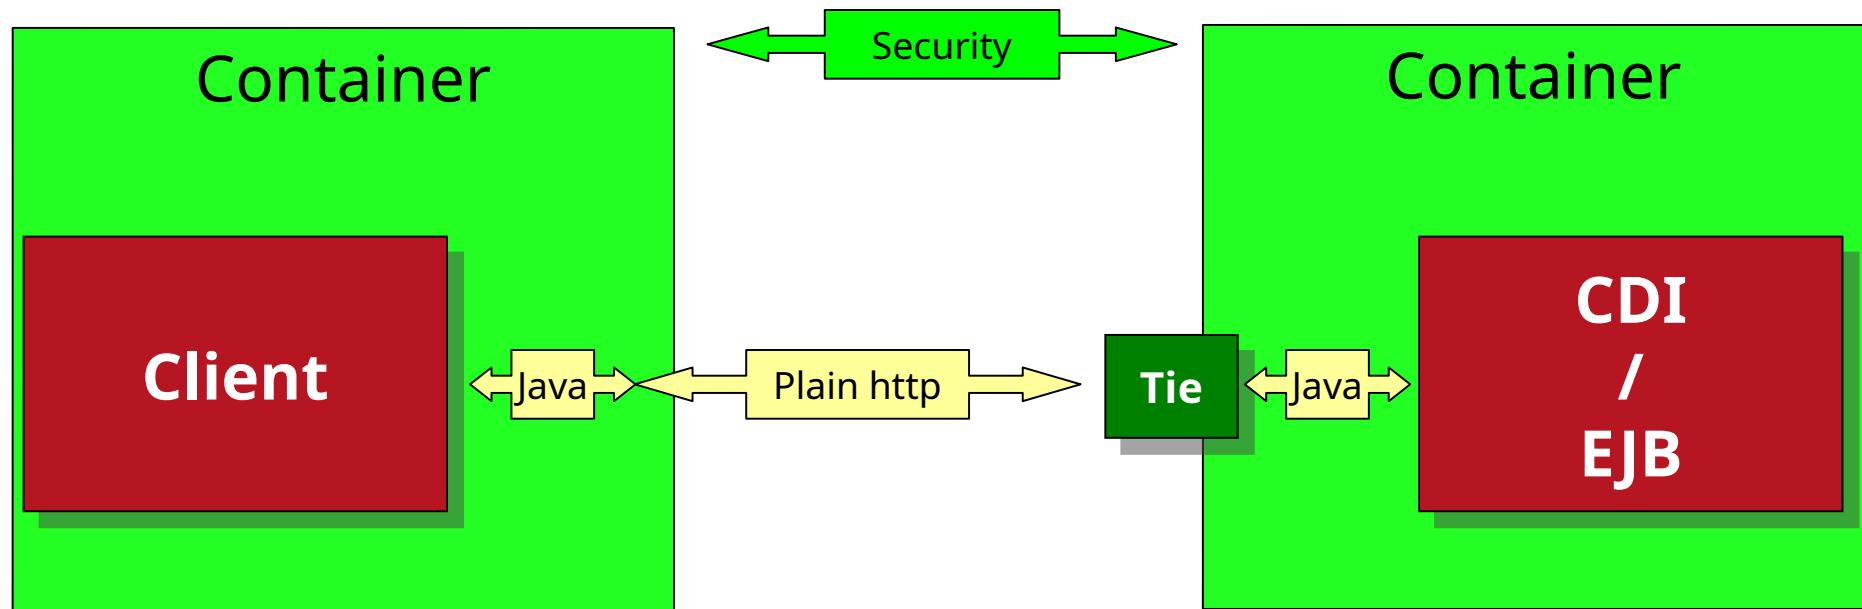 Security
Container
Container
Client
Java
Plain http
Tie
Java
CDI
/
EJB